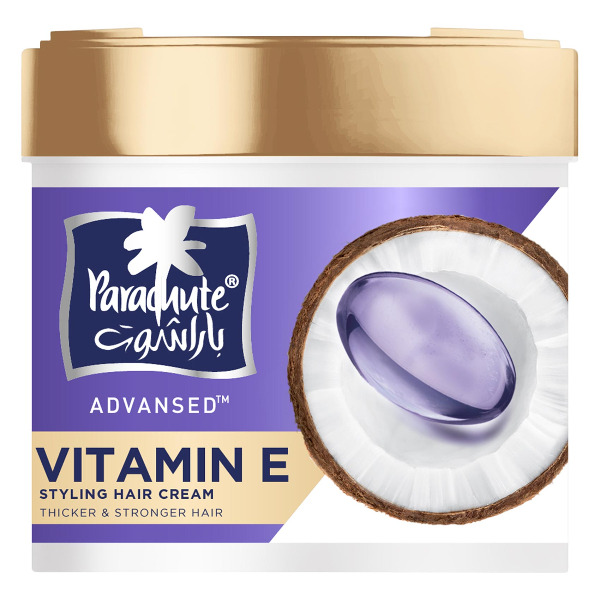 Parachute®
باراشوت
ADVANSED™
VITAMIN E
STYLING HAIR CREAM
THICKER & STRONGER HAIR